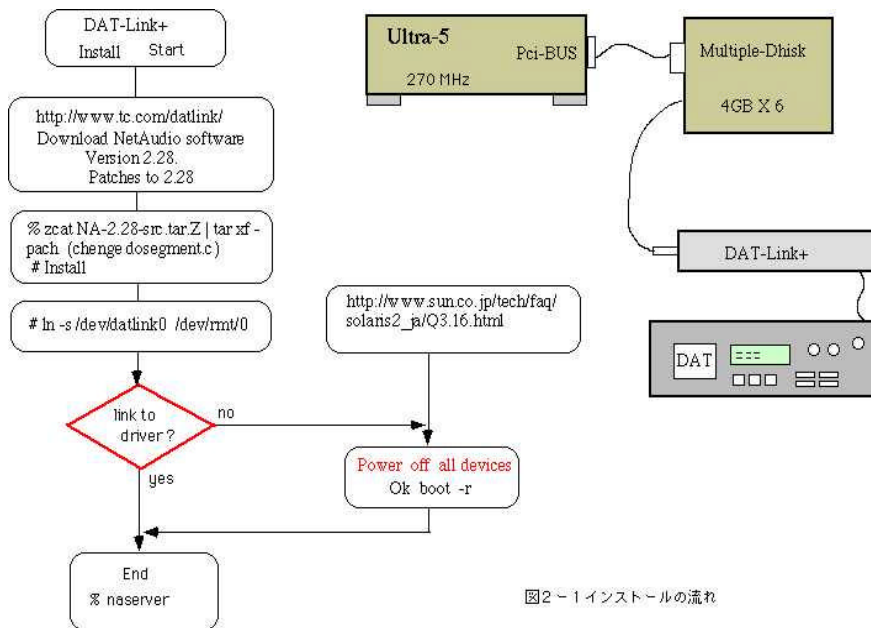 DAT-Link+
Install Start
http://www.tc.com/datlink/
Download NetAudio software
Version 2.28.
Patches to 2.28
% zcat NA-2.28-src.tar.Z | tar xf -
pach (chenge dosegment.c)
# Install
# ln -s /dev/datlink0 /dev/rmt/0
link to
driver ?
no
yes
http://www.sun.co.jp/tech/faq/
solaris2_ja/Q3.16.html
Power off all devices
Ok boot -r
End
% naserver
Ultra-5
Pci-BUS
270 MHz
Multiple-Dhisk
4GB X 6
DAT-Link+
DAT
図2－1インストールの流れ